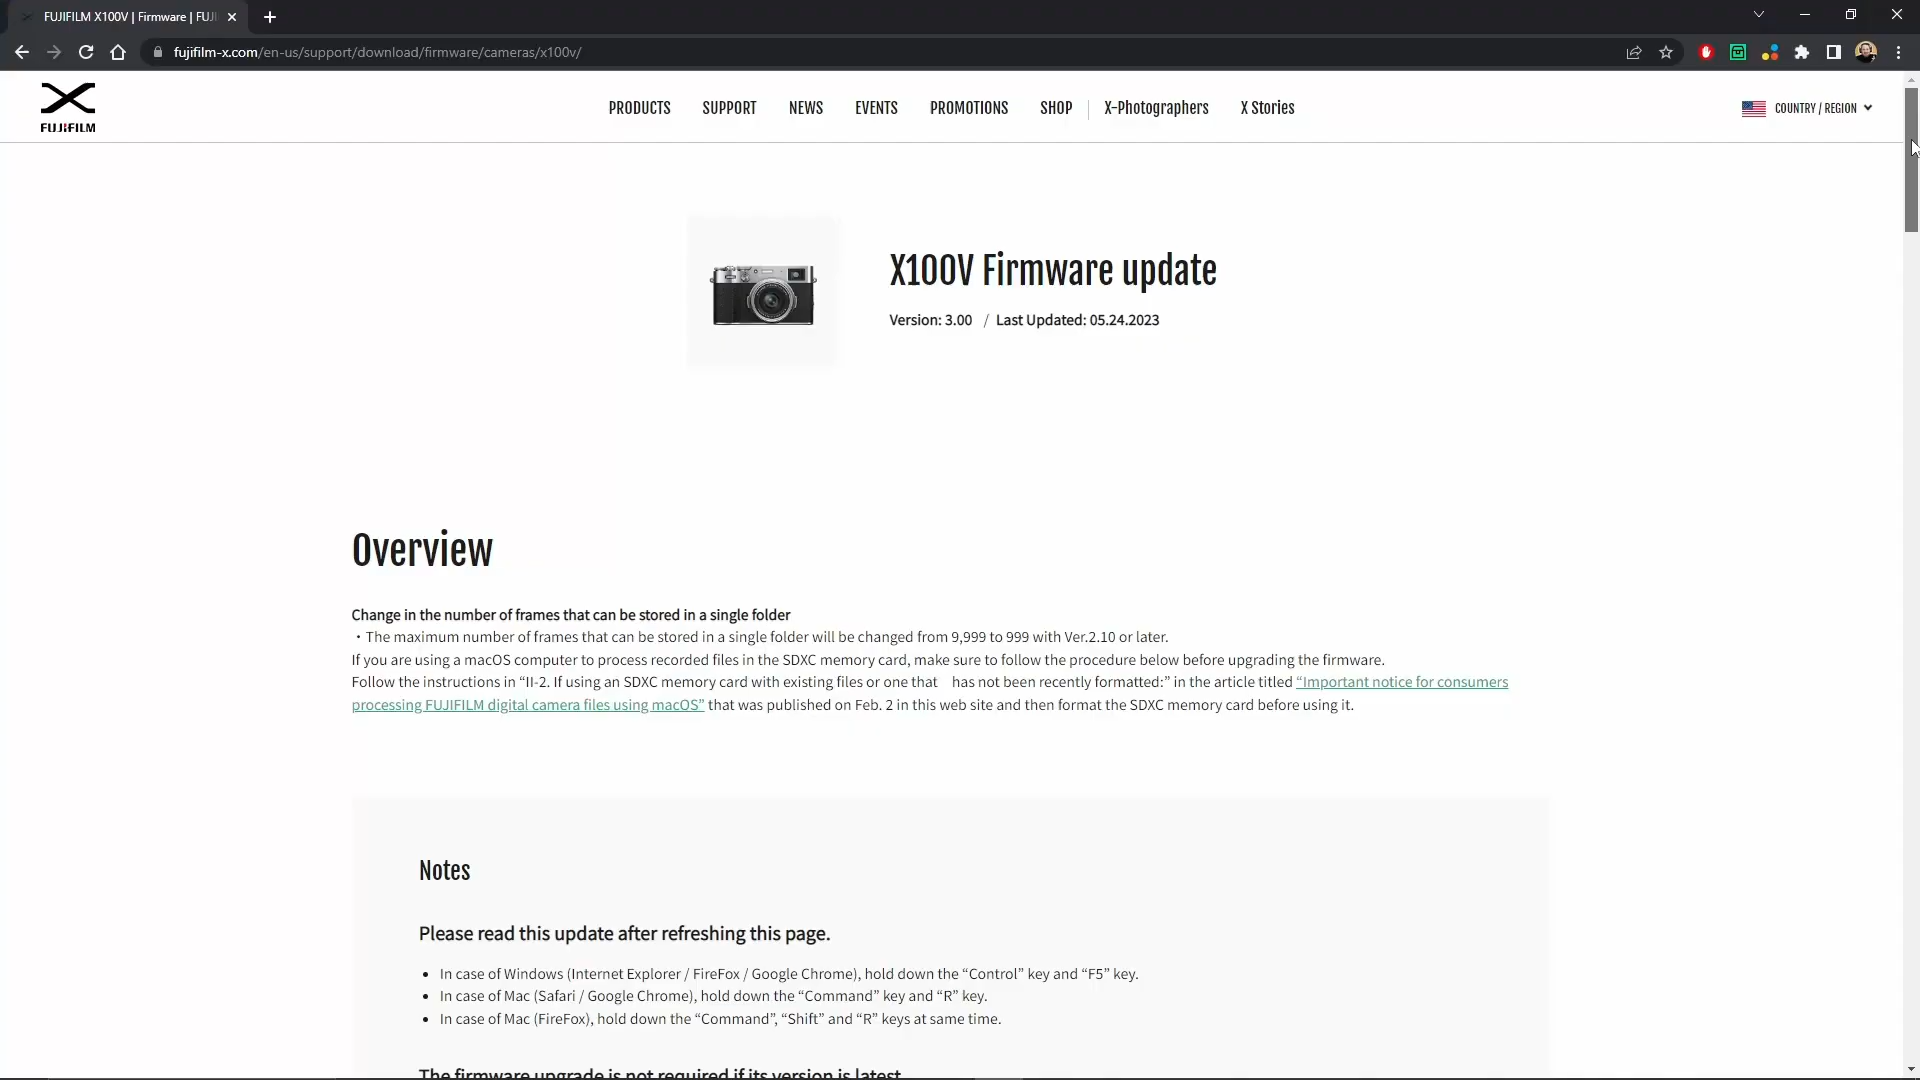 FUJIFILM X100V | Firmware | FUJI
fujifilm-x.com/en-us/support/download/firmware/cameras/x100v/
FUJIFILM
PRODUCTS SUPPORT NEWS EVENTS PROMOTIONS SHOP X-Photographers X Stories
COUNTRY / REGION
X100V Firmware update
Version: 3.00 / Last Updated: 05.24.2023
Overview
Change in the number of frames that can be stored in a single folder
・The maximum number of frames that can be stored in a single folder will be changed from 9,999 to 999 with Ver.2.10 or later.
If you are using a macOS computer to process recorded files in the SDXC memory card, make sure to follow the procedure below before upgrading the firmware.
Follow the instructions in “II-2. If using an SDXC memory card with existing files or one that　has not been recently formatted:” in the article titled “Important notice for consumers
processing FUJIFILM digital camera files using macOS” that was published on Feb. 2 in this web site and then format the SDXC memory card before using it.
Notes
Please read this update after refreshing this page.
• In case of Windows (Internet Explorer / FireFox / Google Chrome), hold down the “Control” key and “F5” key.
• In case of Mac (Safari / Google Chrome), hold down the “Command” key and “R” key.
• In case of Mac (FireFox), hold down the “Command”, “Shift” and “R” keys at same time.
The firmware upgrade is not required if its version is latest